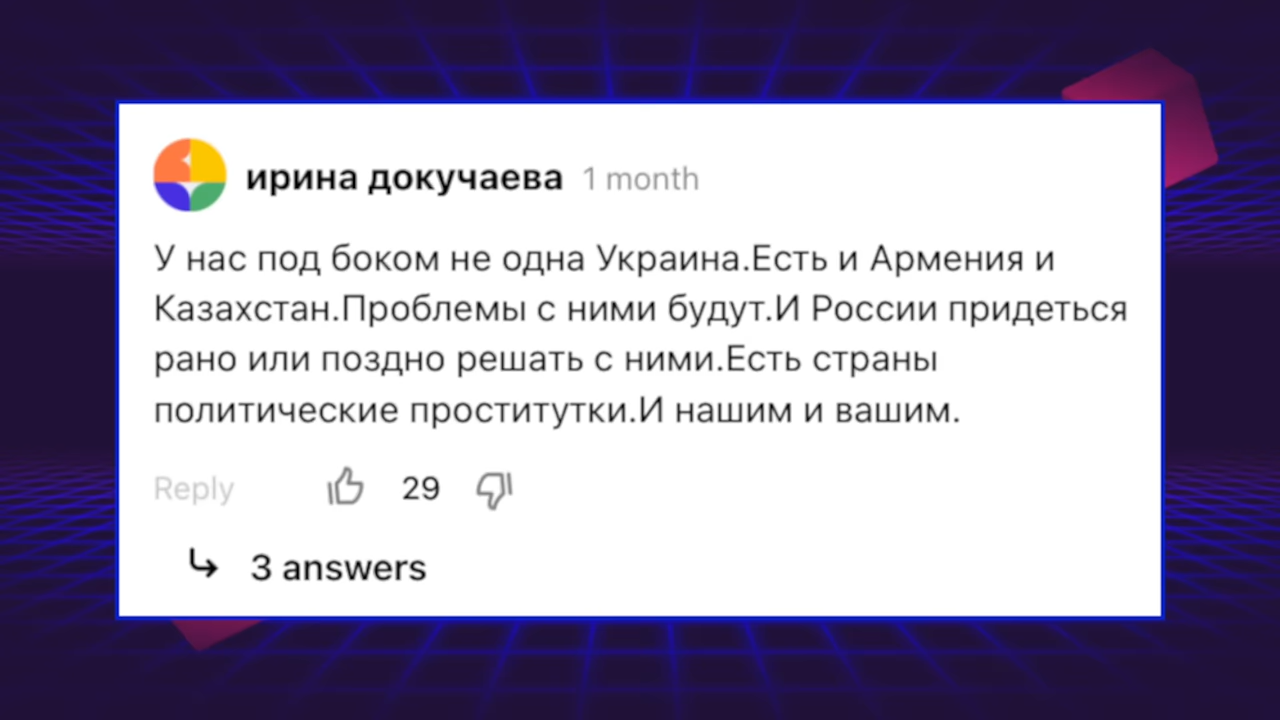 ирина докучаева 1 month
У нас под боком не одна Украина.Есть и Армения и
Казахстан.Проблемы с ними будут.И России придеться
рано или поздно решать с ними.Есть страны
политические проститутки.И нашим и вашим.
Reply 29
3 answers